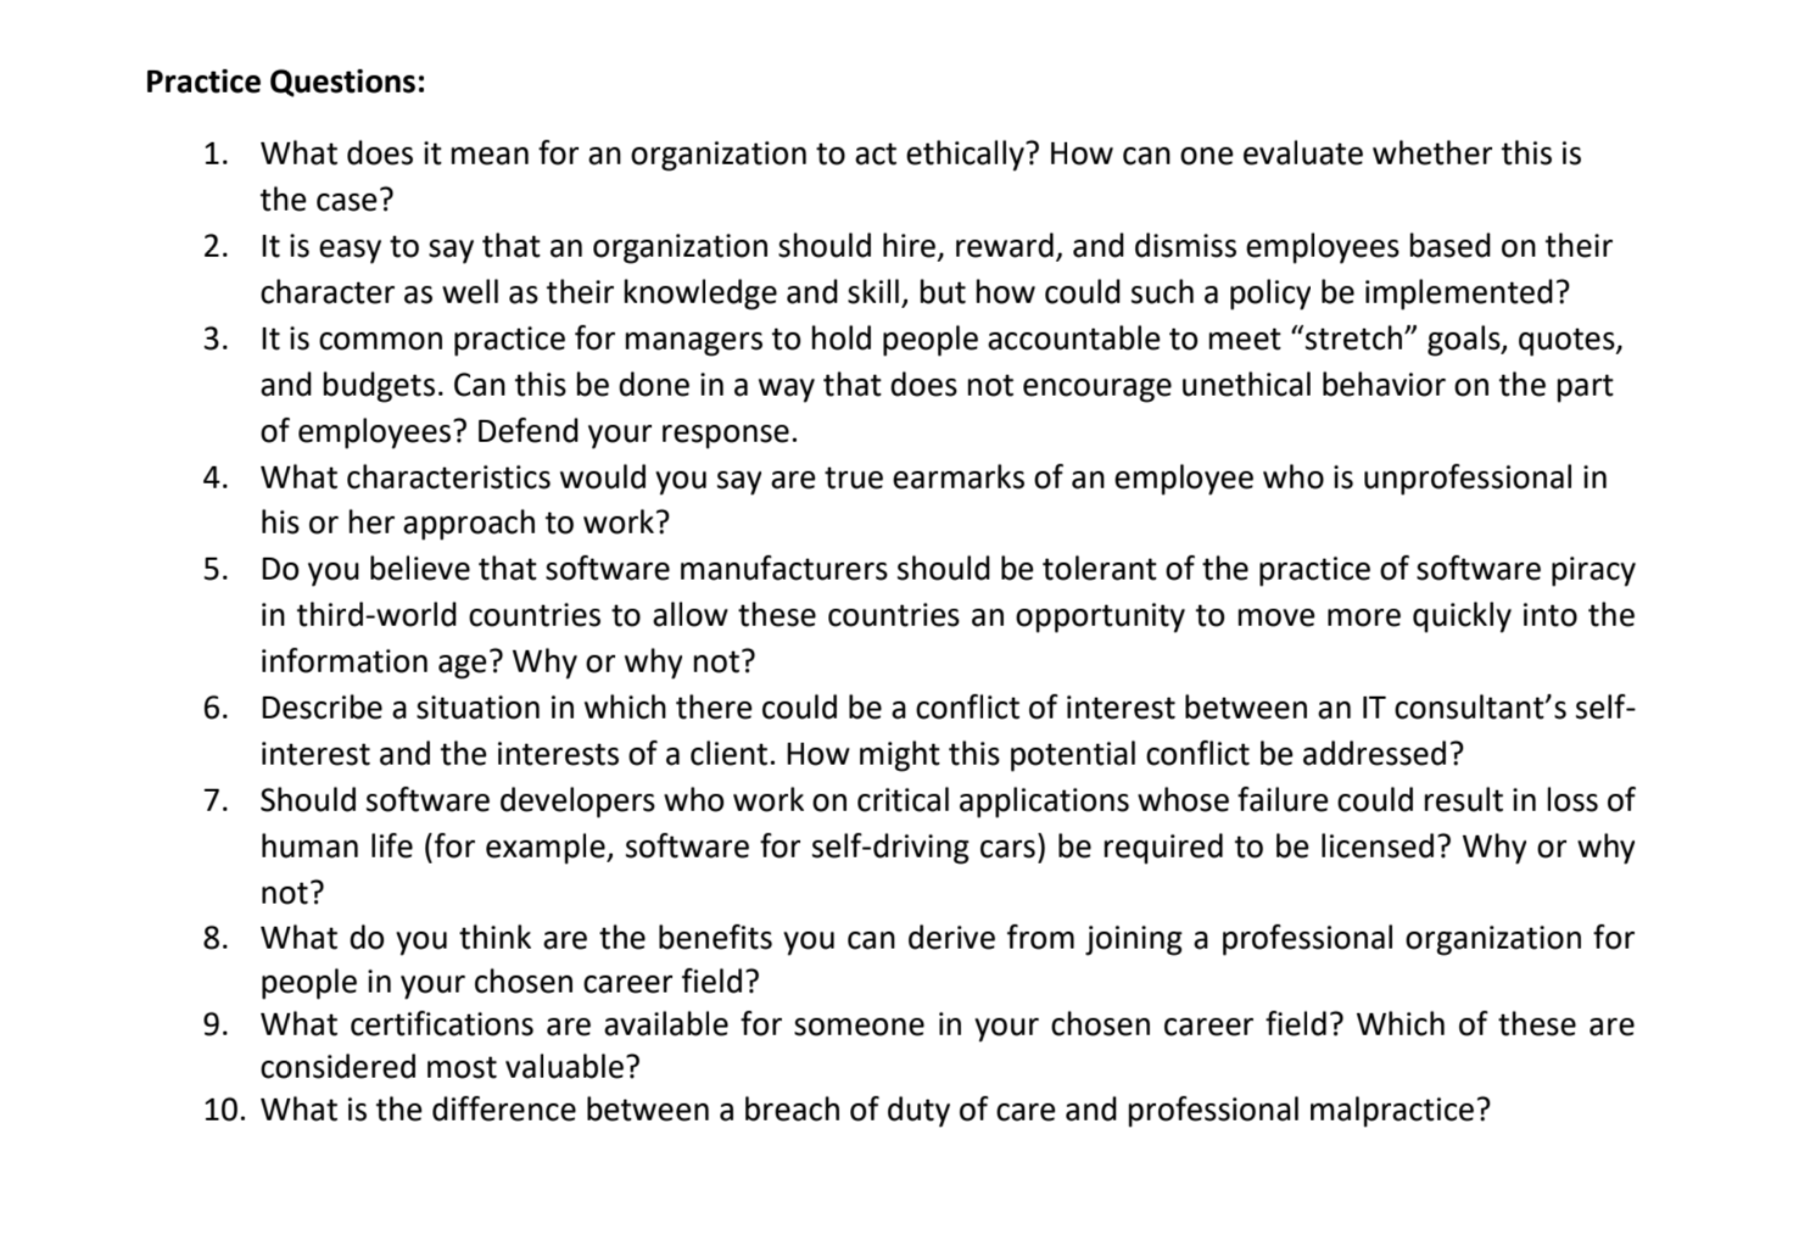 Practice Questions:
1. What does it mean for an organization to act ethically? How can one evaluate whether this is
the case?
2. It is easy to say that an organization should hire, reward, and dismiss employees based on their
character as well as their knowledge and skill, but how could such a policy be implemented?
3. It is common practice for managers to hold people accountable to meet “stretch” goals, quotes,
and budgets. Can this be done in a way that does not encourage unethical behavior on the part
of employees? Defend your response.
4. What characteristics would you say are true earmarks of an employee who is unprofessional in
his or her approach to work?
5. Do you believe that software manufacturers should be tolerant of the practice of software piracy
in third-world countries to allow these countries an opportunity to move more quickly into the
information age? Why or why not?
6. Describe a situation in which there could be a conflict of interest between an IT consultant’s self-
interest and the interests of a client. How might this potential conflict be addressed?
7. Should software developers who work on critical applications whose failure could result in loss of
human life (for example, software for self-driving cars) be required to be licensed? Why or why
not?
8. What do you think are the benefits you can derive from joining a professional organization for
people in your chosen career field?
9. What certifications are available for someone in your chosen career field? Which of these are
considered most valuable?
10. What is the difference between a breach of duty of care and professional malpractice?